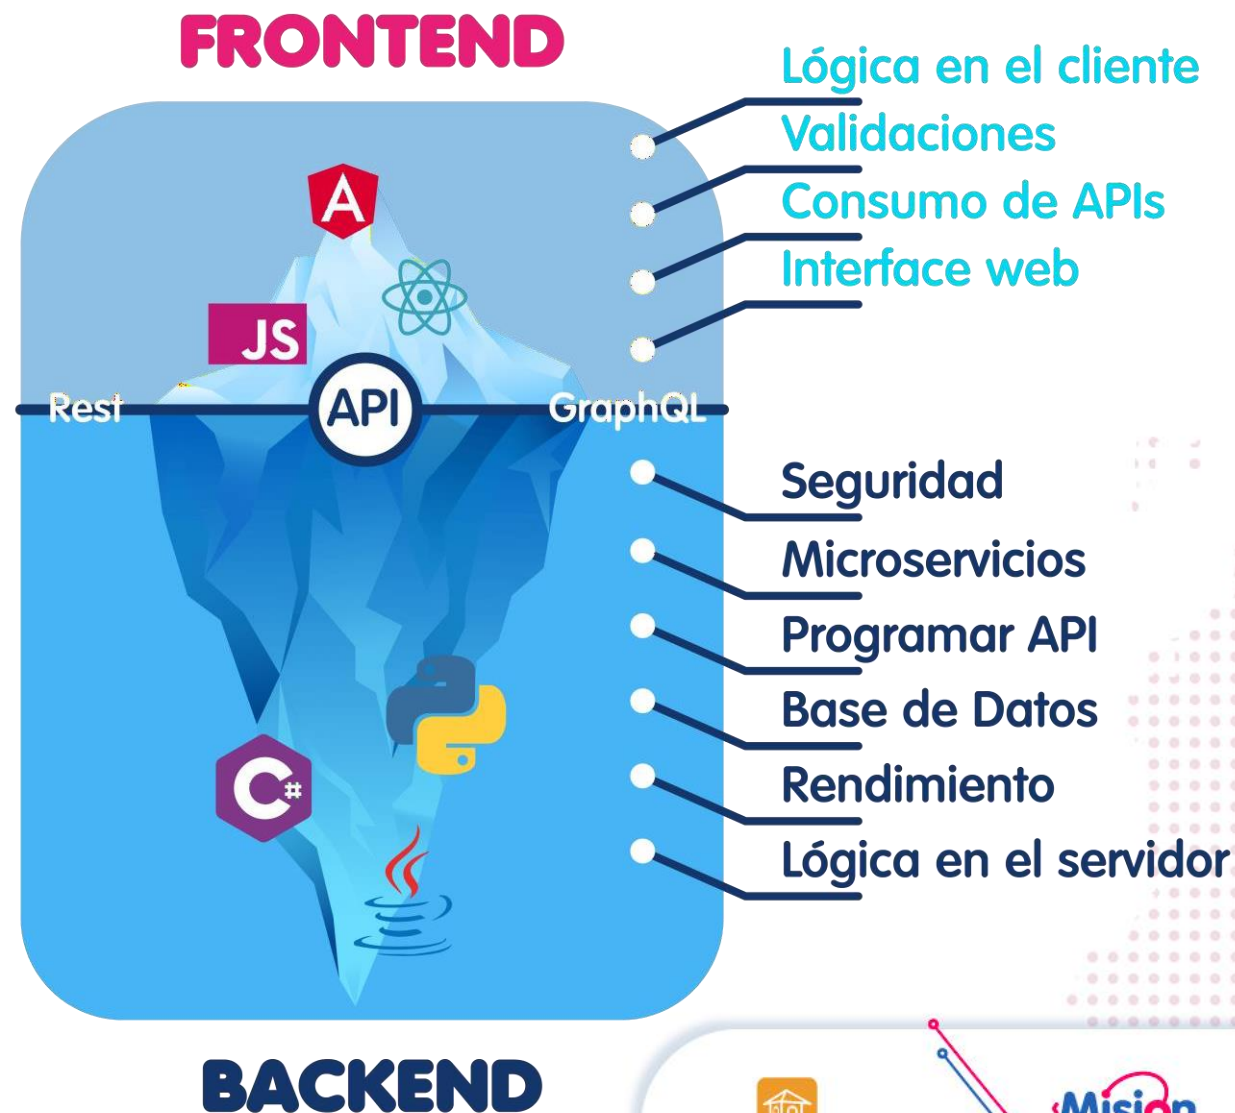 FRONTEND
Lógica en el cliente
Validaciones
Consumo de APIs
Interface web
A
JS
Rest
API
GraphQL
Seguridad
Microservicios
Programar API
Base de Datos
Rendimiento
Lógica en el servidor
C#
BACKEND
Misión